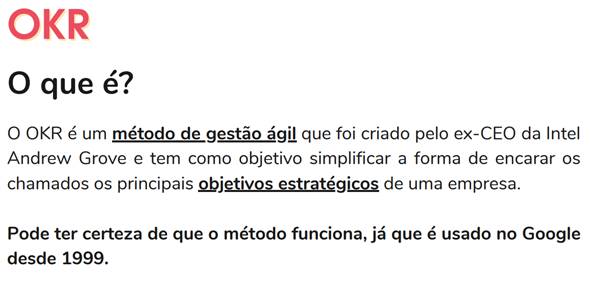 OKR
O que é?
O OKR é um método de gestão ágil que foi criado pelo ex-CEO da Intel
Andrew Grove e tem como objetivo simplificar a forma de encarar os
chamados os principais objetivos estratégicos de uma empresa.
Pode ter certeza de que o método funciona, já que é usado no Google
desde 1999.